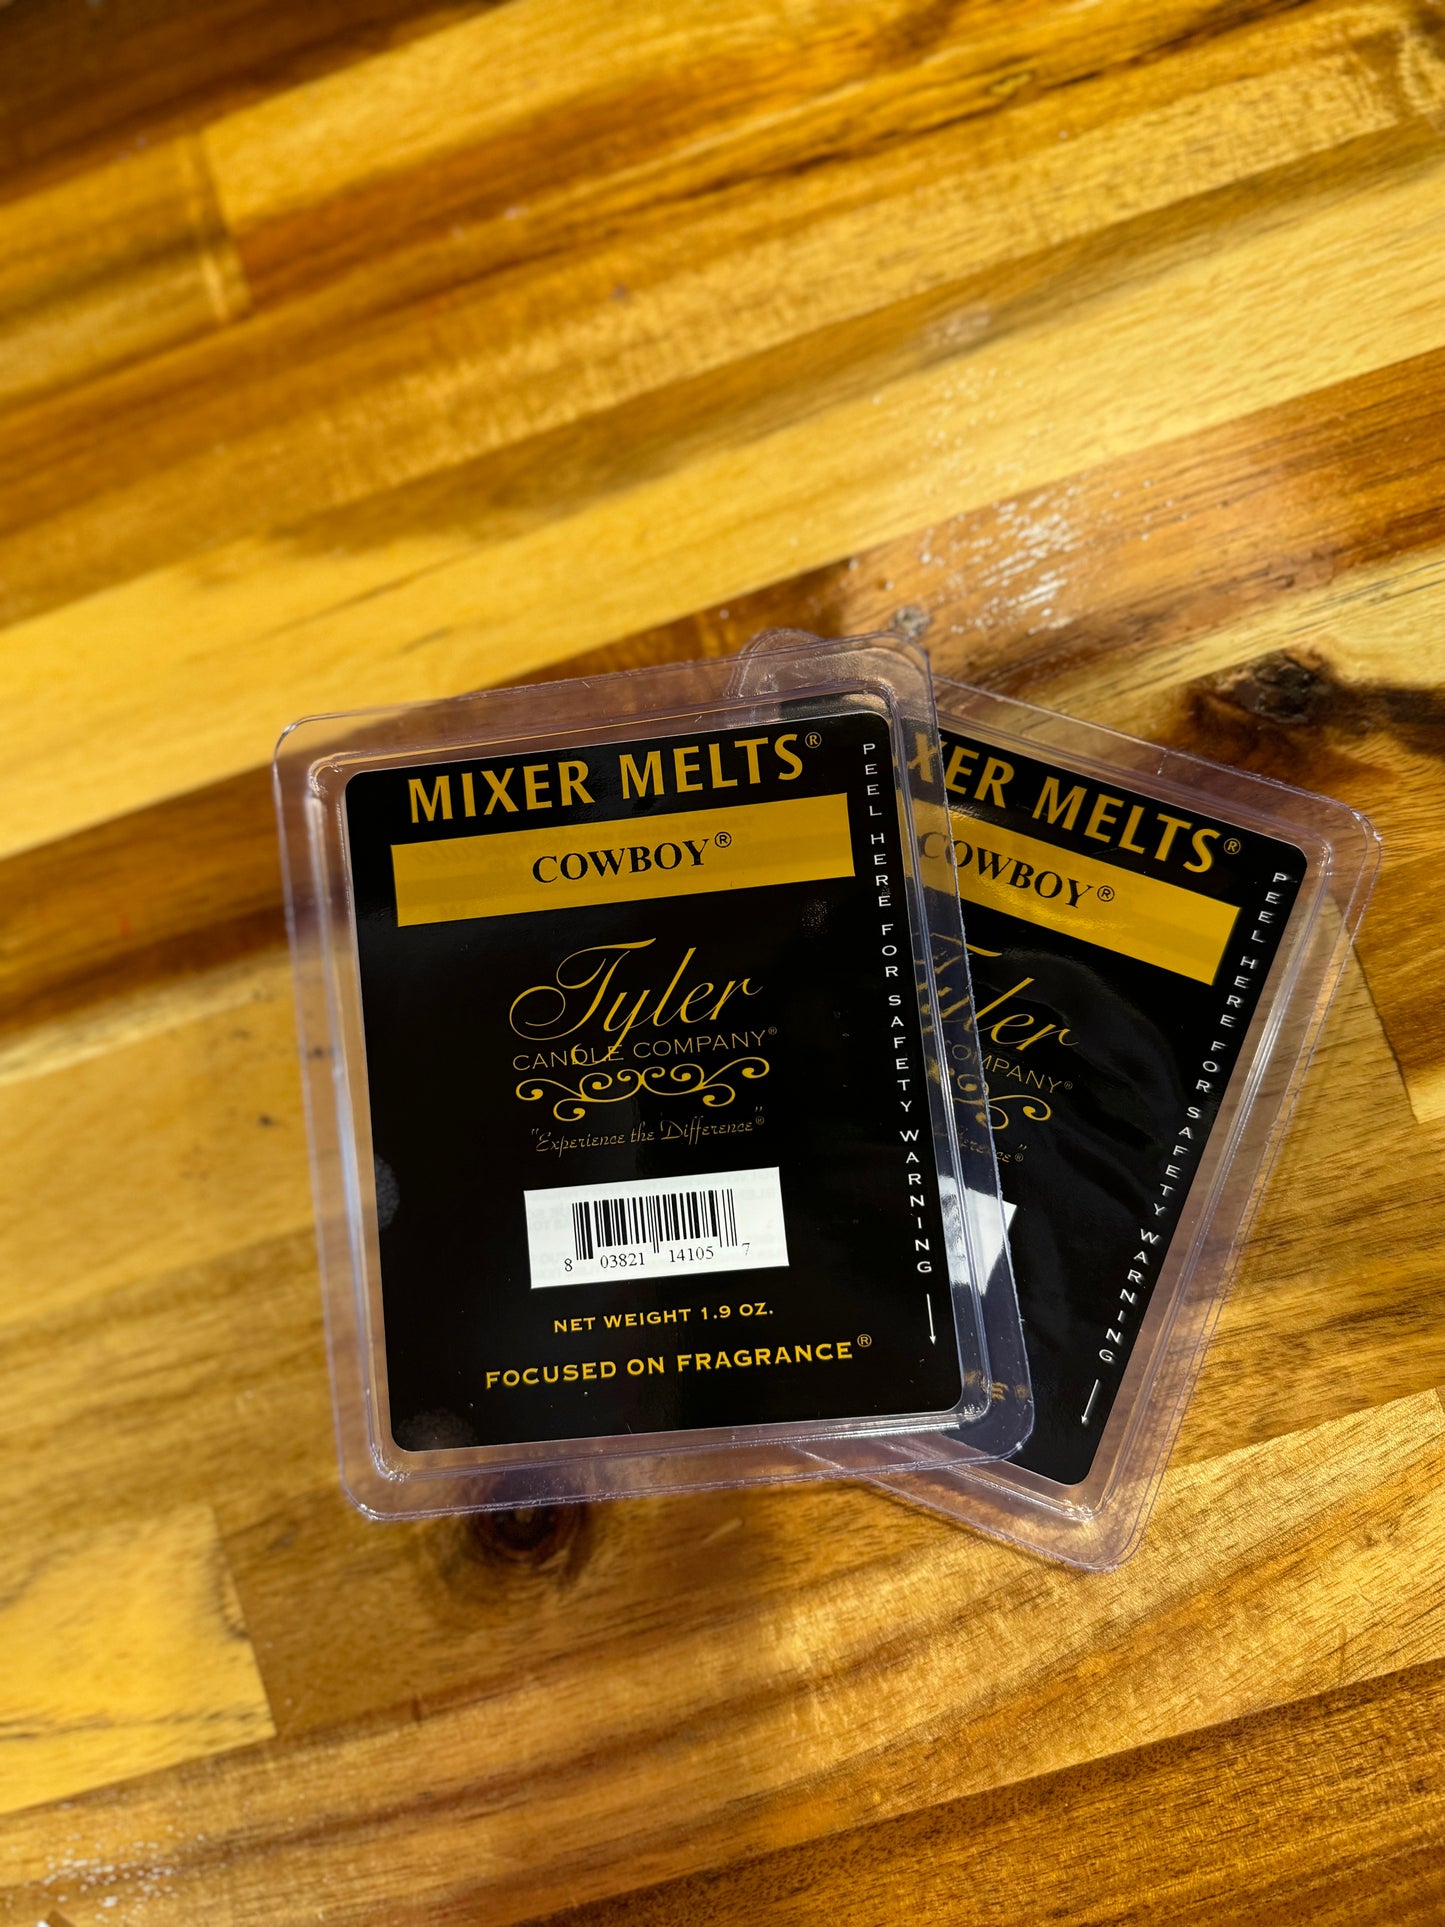 MIXER MELTS®
COWBOY®
Tyler
CANDLE COMPANY®
"Experience the Difference"®
8 03821 14105 7
NET WEIGHT 1.9 OZ.
FOCUSED ON FRAGRANCE®
PEEL HERE FOR SAFETY WARNING
XER MELTS®
COWBOY®
Tyler
COMPANY®
PEEL HERE FOR SAFETY WARNING